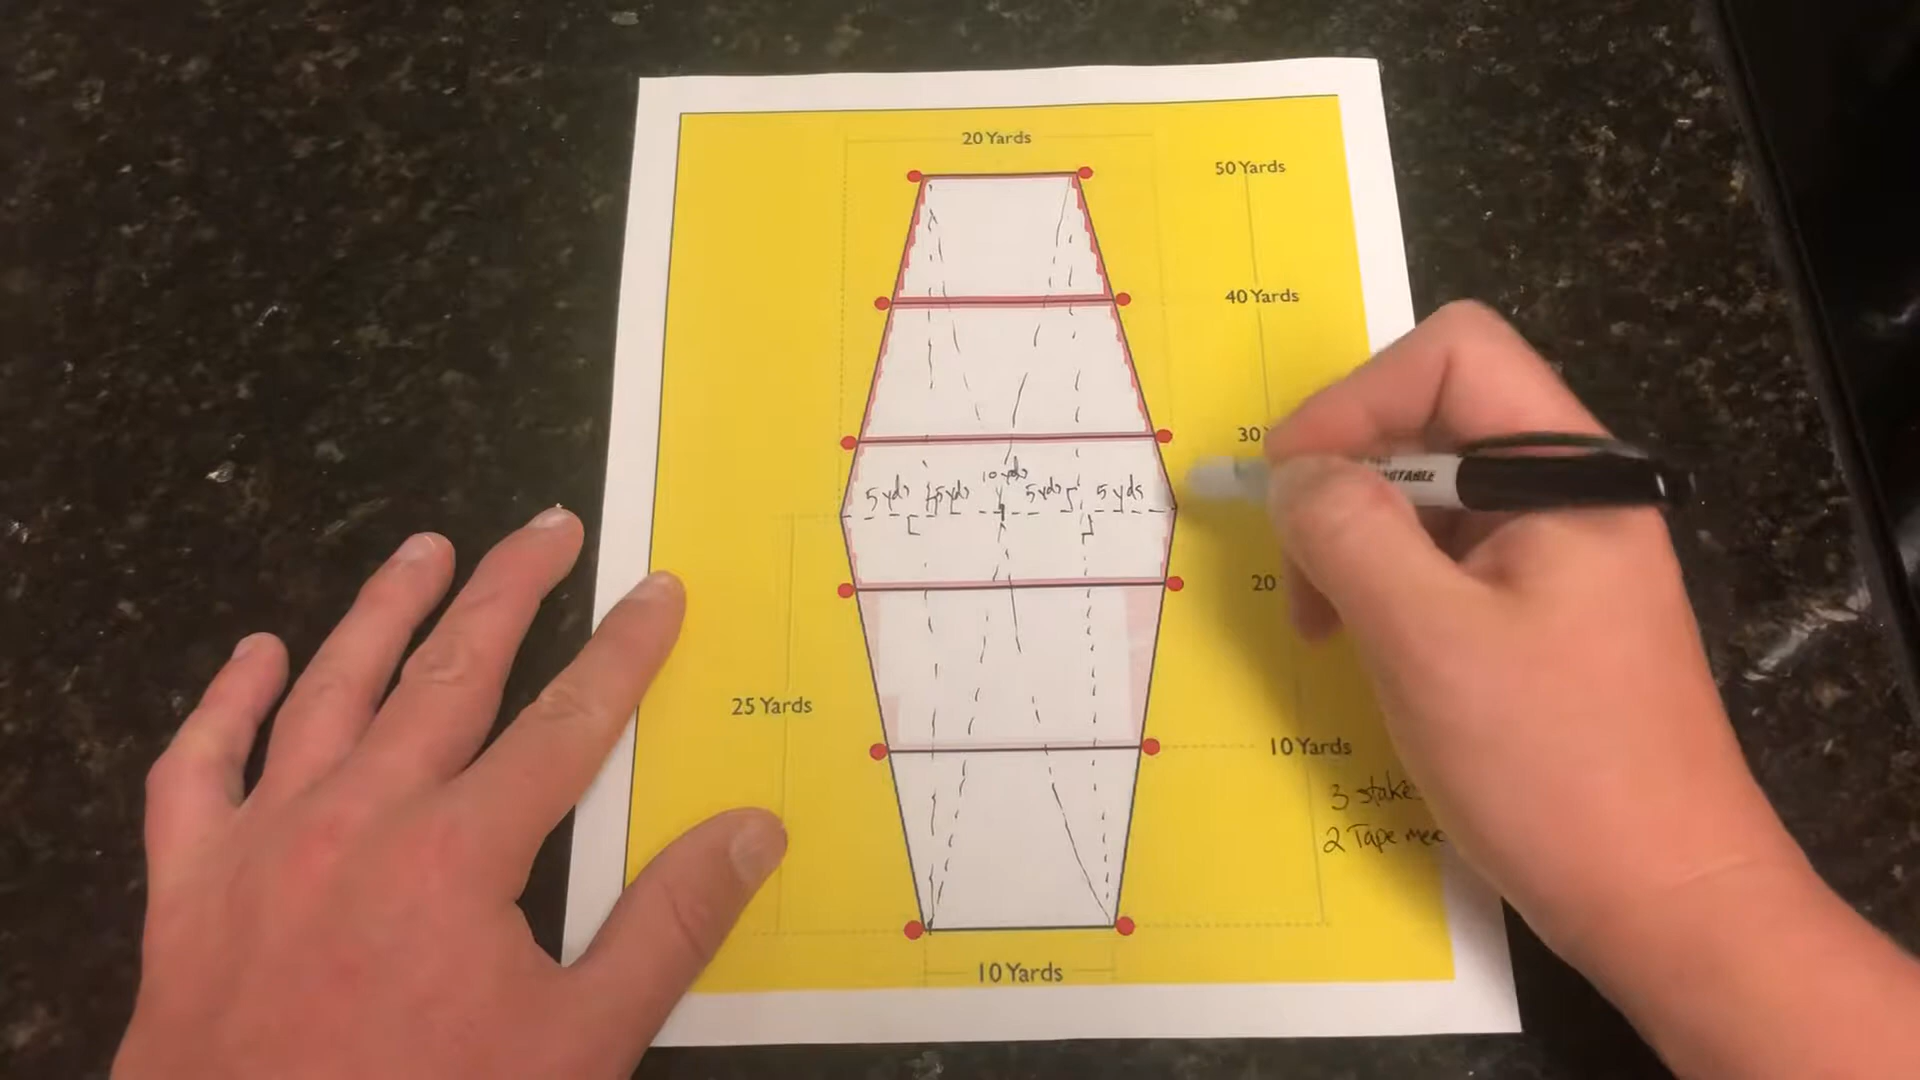 20 Yards
50 Yards
40 Yards
30
10 yds
5 yds 5 yds 5 yds 5 yds
20
25 Yards
10 Yards
3 stake
2 Tape mea
10 Yards